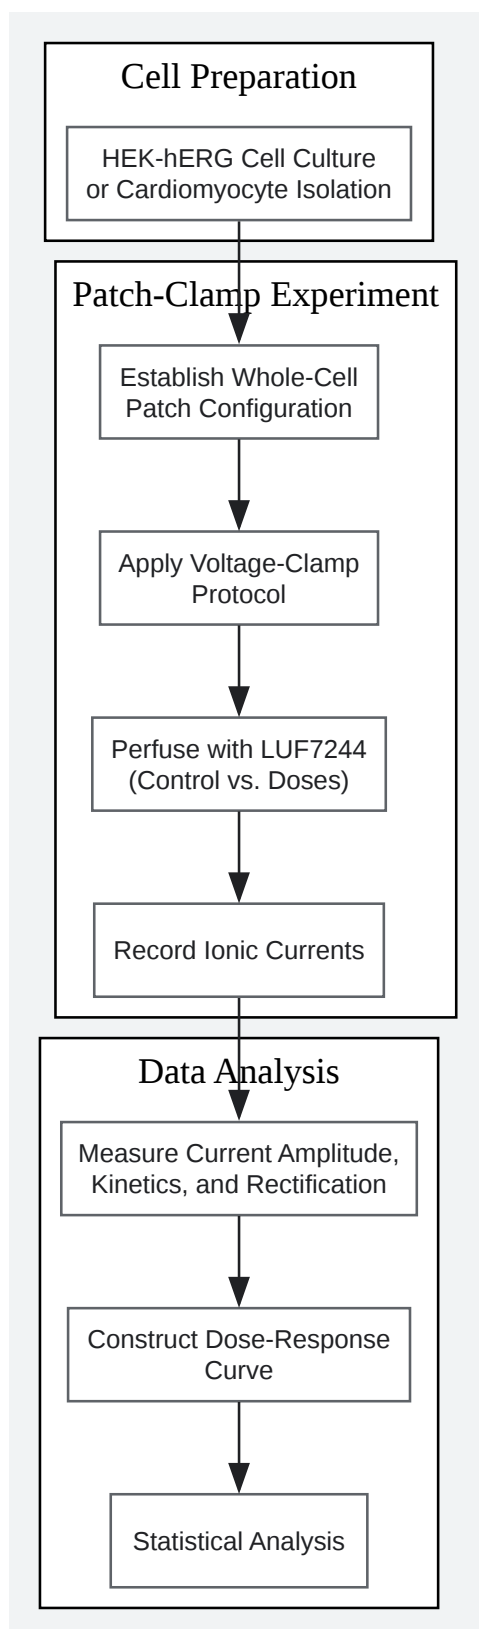 Cell Preparation
HEK-hERG Cell Culture
or Cardiomyocyte Isolation
Patch-Clamp Experiment
Establish Whole-Cell
Patch Configuration
Apply Voltage-Clamp
Protocol
Perfuse with LUF7244
(Control vs. Doses)
Record Ionic Currents
Data Analysis
Measure Current Amplitude,
Kinetics, and Rectification
Construct Dose-Response
Curve
Statistical Analysis